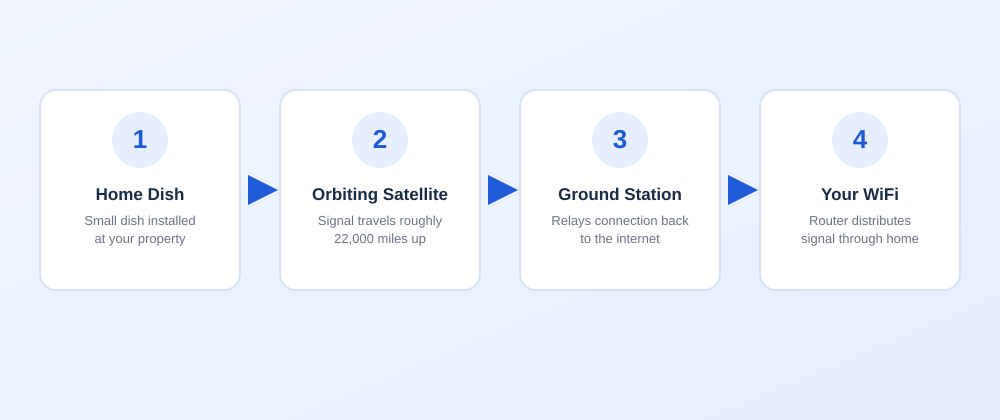 1
Home Dish
Small dish installed
at your property
2
Orbiting Satellite
Signal travels roughly
22,000 miles up
3
Ground Station
Relays connection back
to the internet
4
Your WiFi
Router distributes
signal through home